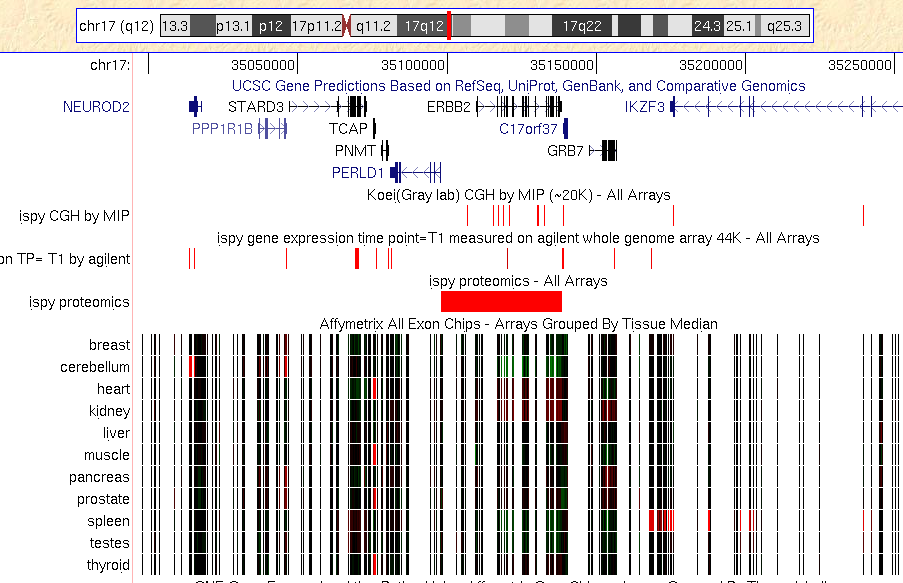 chr17 (q12) 13.3 p13.1 p12 17p11.2 q11.2 17q12 17q22 24.3 25.1 q25.3
chr17: 35050000 35100000 35150000 35200000 35250000
UCSC Gene Predictions Based on RefSeq, UniProt, GenBank, and Comparative Genomics
NEUROD2 STARD3 ERBB2 IKZF3
PPP1R1B TCAP C17orf37
PNMT GRB7
PERLD1
Koei(Gray lab) CGH by MIP (~20K) - All Arrays
ispy CGH by MIP
ispy gene expression time point=T1 measured on agilent whole genome array 44K - All Arrays
on TP= T1 by agilent
ispy proteomics - All Arrays
ispy proteomics
Affymetrix All Exon Chips - Arrays Grouped By Tissue Median
breast
cerebellum
heart
kidney
liver
muscle
pancreas
prostate
spleen
testes
thyroid